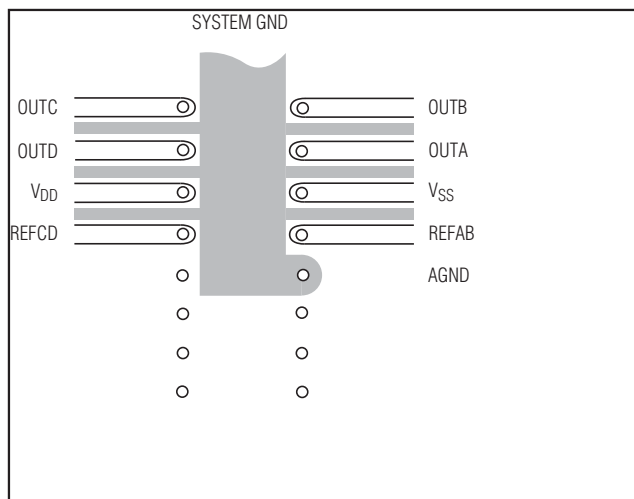 SYSTEM GND
OUTC OUTB
OUTD OUTA
VDD VSS
REFCD REFAB
AGND